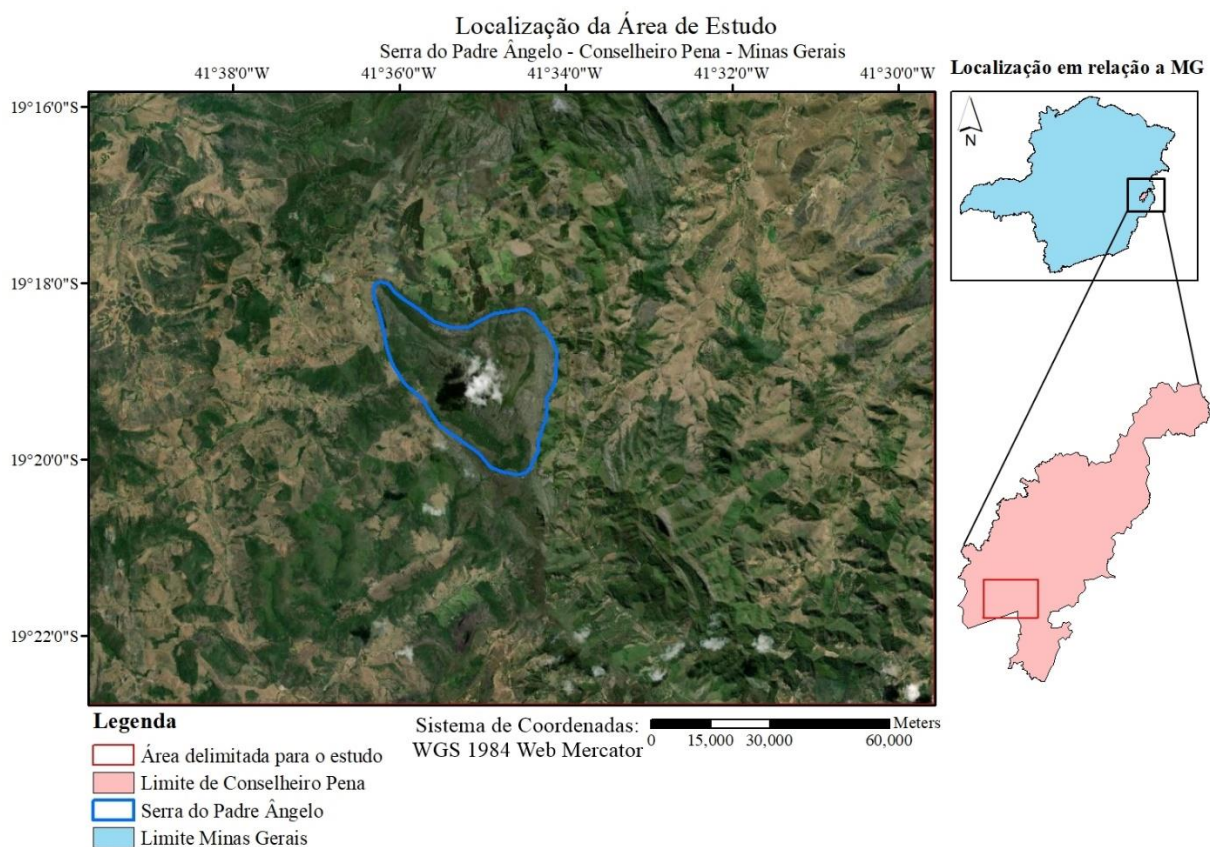 Localização da Área de Estudo
Serra do Padre Ângelo - Conselheiro Pena - Minas Gerais
41°38'0"W 41°36'0"W 41°34'0"W 41°32'0"W 41°30'0"W
Localização em relação a MG
19°16'0"S
N
19°18'0"S
19°20'0"S
19°22'0"S
Legenda
Área delimitada para o estudo
Limite de Conselheiro Pena
Serra do Padre Ângelo
Limite Minas Gerais
Sistema de Coordenadas:
WGS 1984 Web Mercator
Meters
0 15,000 30,000 60,000